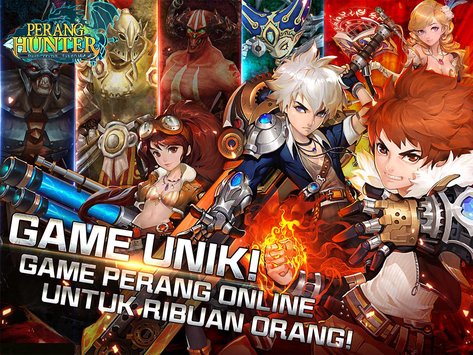 PERANG
HUNTER
GAME UNIK!
GAME PERANG ONLINE
UNTUK RIBUAN ORANG!